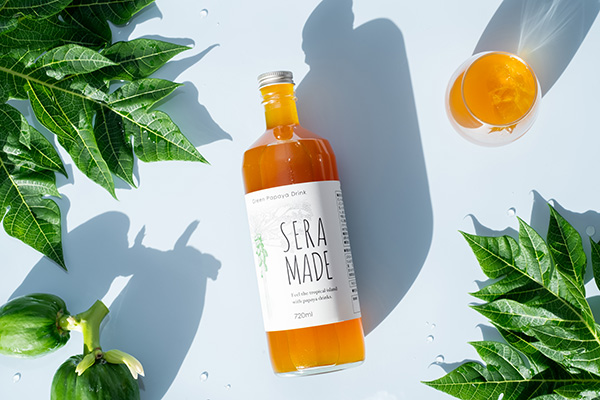 Green Papaya Drink
SERA
MADE
Feel the tropical island
with papaya drinks
720ml